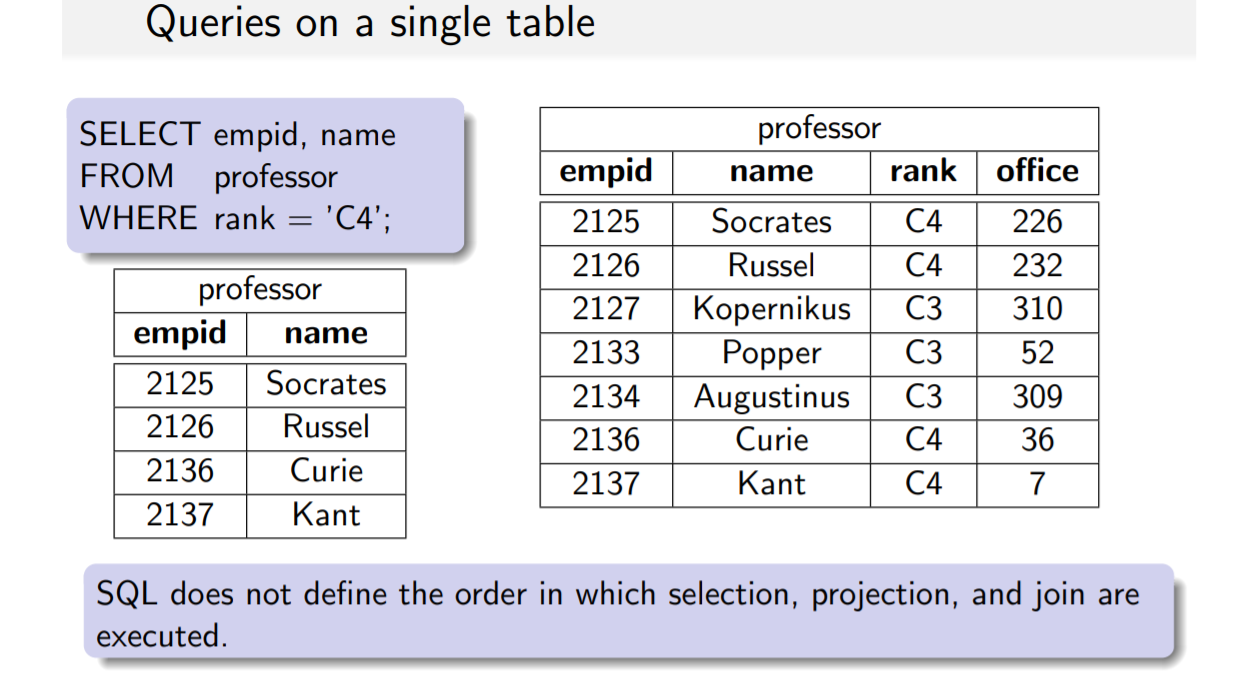 Queries on a single table
SELECT empid, name
FROM professor
WHERE rank = ’C4’;
professor
empid name
2125 Socrates
2126 Russel
2136 Curie
2137 Kant
professor
empid name rank office
2125 Socrates C4 226
2126 Russel C4 232
2127 Kopernikus C3 310
2133 Popper C3 52
2134 Augustinus C3 309
2136 Curie C4 36
2137 Kant C4 7
SQL does not define the order in which selection, projection, and join are
executed.